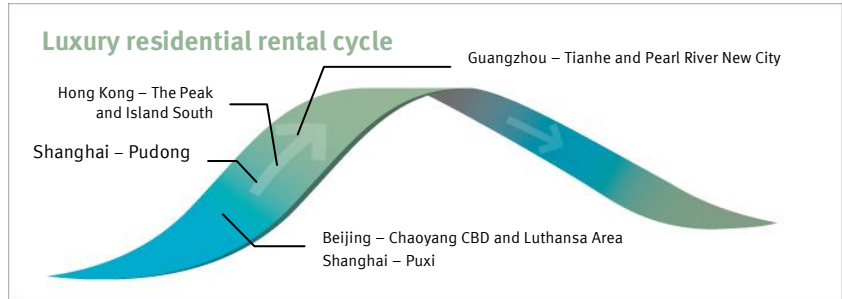 Luxury residential rental cycle
Guangzhou – Tianhe and Pearl River New City
Hong Kong – The Peak
and Island South
Shanghai – Pudong
Beijing – Chaoyang CBD and Luthansa Area
Shanghai – Puxi